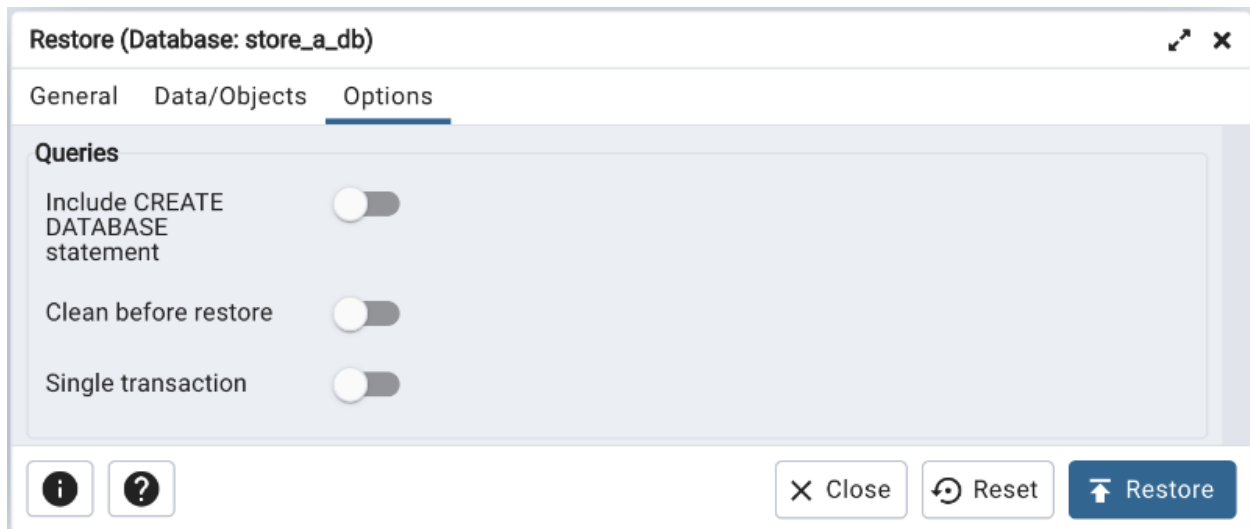 Restore (Database: store_a_db)
General Data/Objects Options
Queries
Include CREATE
DATABASE
statement
Clean before restore
Single transaction
Close Reset Restore